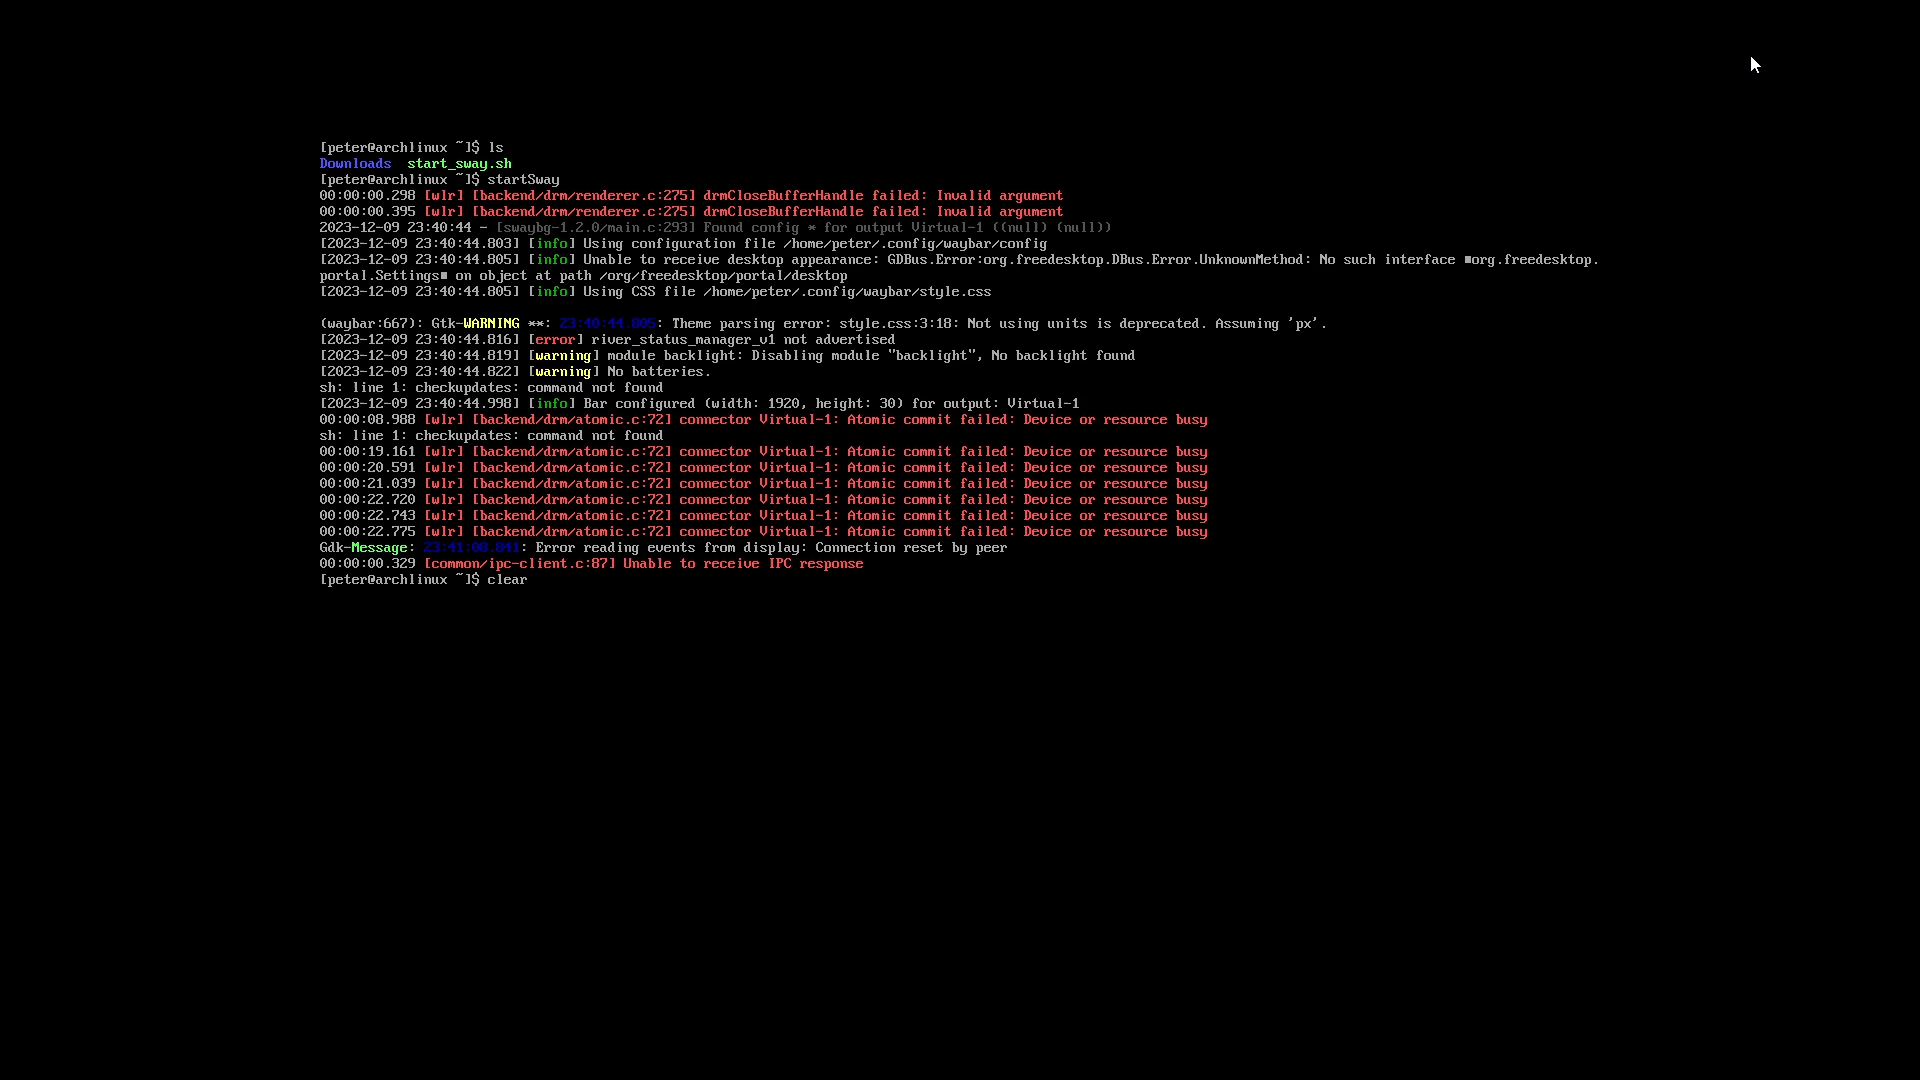 [peter@archlinux ~]$ ls
Downloads  start_sway.sh
[peter@archlinux ~]$ startSway
00:00:00.298 [wlr] [backend/drm/renderer.c:275] drmCloseBufferHandle failed: Invalid argument
00:00:00.395 [wlr] [backend/drm/renderer.c:275] drmCloseBufferHandle failed: Invalid argument
2023-12-09 23:40:44 - [swaybg-1.2.0/main.c:293] Found config * for output Virtual-1 ((null) (null))
[2023-12-09 23:40:44.803] [info] Using configuration file /home/peter/.config/waybar/config
[2023-12-09 23:40:44.805] [info] Unable to receive desktop appearance: GDBus.Error:org.freedesktop.DBus.Error.UnknownMethod: No such interface ■org.freedesktop.
portal.Settings■ on object at path /org/freedesktop/portal/desktop
[2023-12-09 23:40:44.805] [info] Using CSS file /home/peter/.config/waybar/style.css
(waybar:667): Gtk-WARNING **: 23:40:44.805: Theme parsing error: style.css:3:18: Not using units is deprecated. Assuming 'px'.
[2023-12-09 23:40:44.816] [error] river_status_manager_v1 not advertised
[2023-12-09 23:40:44.819] [warning] module backlight: Disabling module "backlight", No backlight found
[2023-12-09 23:40:44.822] [warning] No batteries.
sh: line 1: checkupdates: command not found
[2023-12-09 23:40:44.998] [info] Bar configured (width: 1920, height: 30) for output: Virtual-1
00:00:08.988 [wlr] [backend/drm/atomic.c:72] connector Virtual-1: Atomic commit failed: Device or resource busy
sh: line 1: checkupdates: command not found
00:00:19.161 [wlr] [backend/drm/atomic.c:72] connector Virtual-1: Atomic commit failed: Device or resource busy
00:00:20.591 [wlr] [backend/drm/atomic.c:72] connector Virtual-1: Atomic commit failed: Device or resource busy
00:00:21.039 [wlr] [backend/drm/atomic.c:72] connector Virtual-1: Atomic commit failed: Device or resource busy
00:00:22.720 [wlr] [backend/drm/atomic.c:72] connector Virtual-1: Atomic commit failed: Device or resource busy
00:00:22.743 [wlr] [backend/drm/atomic.c:72] connector Virtual-1: Atomic commit failed: Device or resource busy
00:00:22.775 [wlr] [backend/drm/atomic.c:72] connector Virtual-1: Atomic commit failed: Device or resource busy
Gdk-Message: 23:41:08.841: Error reading events from display: Connection reset by peer
00:00:00.329 [common/ipc-client.c:87] Unable to receive IPC response
[peter@archlinux ~]$ clear